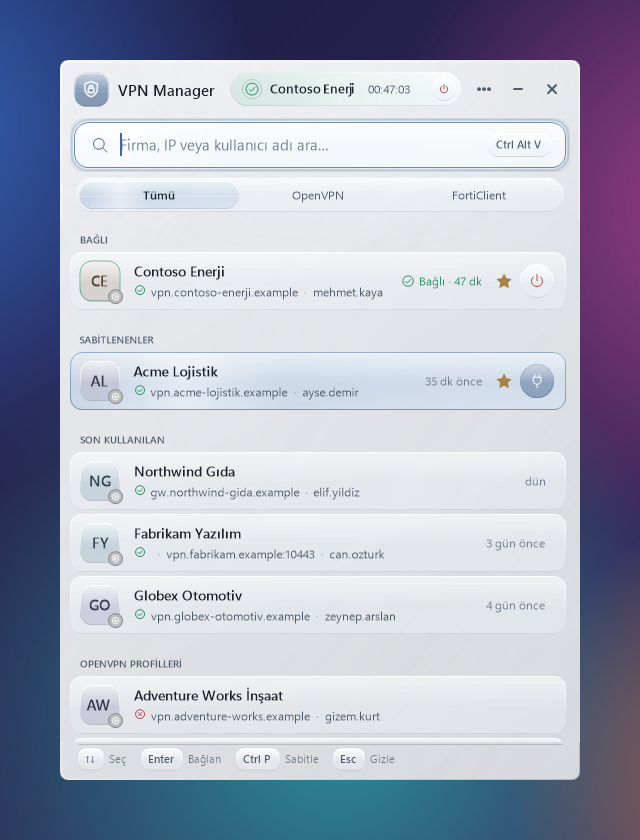 VPN Manager
Contoso Enerji 00:47:03
Firma, IP veya kullanıcı adı ara... Ctrl Alt V
Tümü OpenVPN FortiClient
BAĞLI
CE Contoso Enerji
vpn.contoso-enerji.example · mehmet.kaya
Bağlı · 47 dk
SABİTLENENLER
AL Acme Lojistik
vpn.acme-lojistik.example · ayse.demir
35 dk önce
SON KULLANILAN
NG Northwind Gıda
gw.northwind-gida.example · elif.yildiz
dün
FY Fabrikam Yazılım
· vpn.fabrikam.example:10443 · can.ozturk
3 gün önce
GO Globex Otomotiv
vpn.globex-otomotiv.example · zeynep.arslan
4 gün önce
OPENVPN PROFİLLERİ
AW Adventure Works İnşaat
vpn.adventure-works.example · gizem.kurt
↑↓ Seç Enter Bağlan Ctrl P Sabitle Esc Gizle